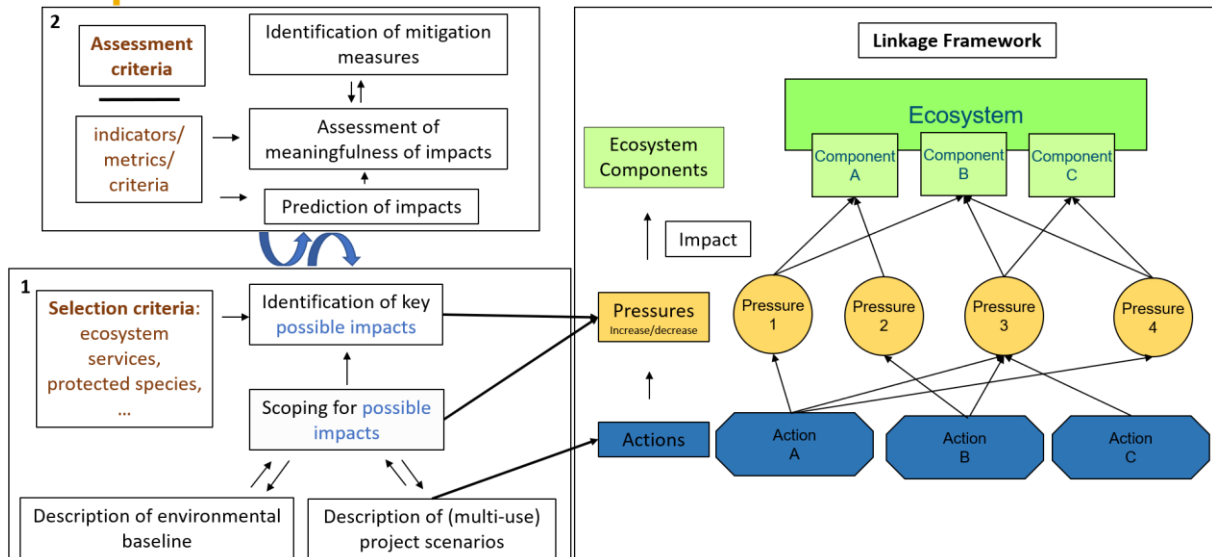 2
Assessment
criteria
indicators/
metrics/
criteria
Identification of mitigation
measures
Assessment of
meaningfulness of impacts
Prediction of impacts
1
Selection criteria:
ecosystem
services,
protected species,
...
Identification of key
possible impacts
Scoping for possible
impacts
Description of environmental
baseline
Description of (multi-use)
project scenarios
Linkage Framework
Ecosystem
Components
Impact
Pressures
Increase/decrease
Actions
Ecosystem
Component
A
Component
B
Component
C
Pressure
1
Pressure
2
Pressure
3
Pressure
4
Action
A
Action
B
Action
C